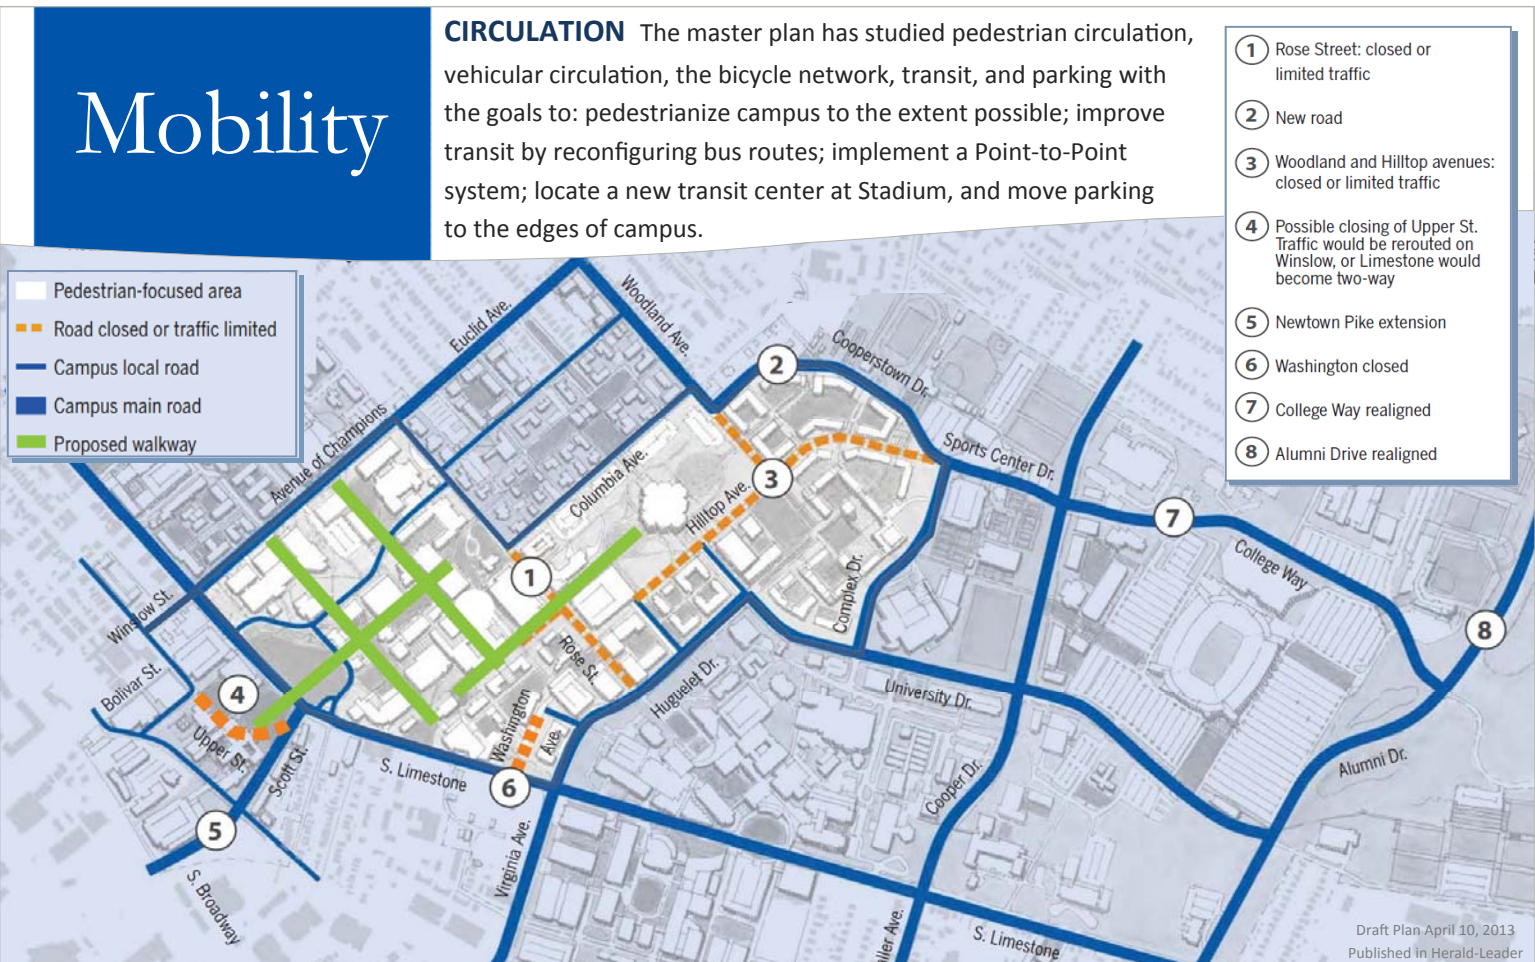 Mobility
CIRCULATION The master plan has studied pedestrian circulation,
vehicular circulation, the bicycle network, transit, and parking with
the goals to: pedestrianize campus to the extent possible; improve
transit by reconfiguring bus routes; implement a Point-to-Point
system; locate a new transit center at Stadium, and move parking
to the edges of campus.
1 Rose Street: closed or
limited traffic
2 New road
3 Woodland and Hilltop avenues:
closed or limited traffic
4 Possible closing of Upper St.
Traffic would be rerouted on
Winslow, or Limestone would
become two-way
5 Newtown Pike extension
6 Washington closed
7 College Way realigned
8 Alumni Drive realigned
Pedestrian-focused area
Road closed or traffic limited
Campus local road
Campus main road
Proposed walkway
Euclid Ave.
Woodland Ave.
Cooperstown Dr.
2
Avenue of Champions
Columbia Ave.
Hilltop Ave.
3
Sports Center Dr.
7
College Way
1
Winslow St.
Complex Dr.
8
Bolivar St.
4
Rose St.
Huguelet Dr.
University Dr.
Upper St.
Scott St.
Washington
Ave.
S. Limestone
6
Cooper Dr.
Alumni Dr.
5
Virginia Ave.
S. Broadway
S. Limestone
Draft Plan April 10, 2013
Published in Herald-Leader